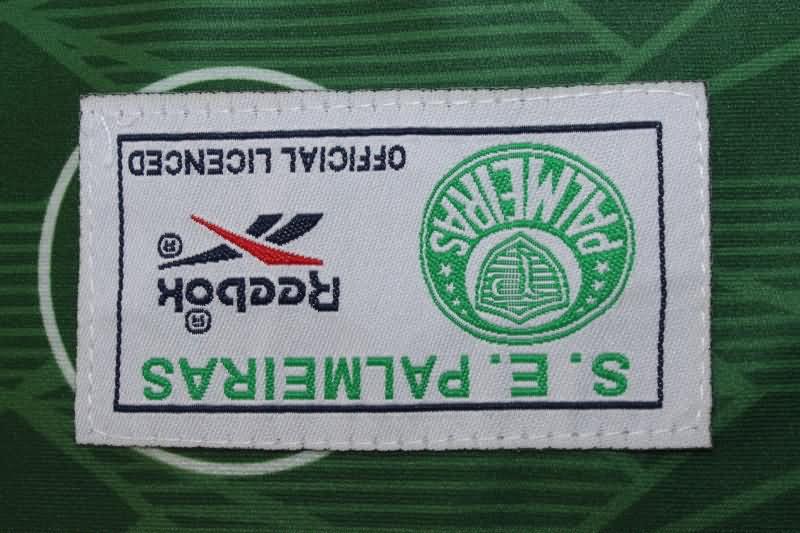 S. E. PALMEIRAS
PALMEIRAS
Reebok®
®
OFFICIAL LICENCED